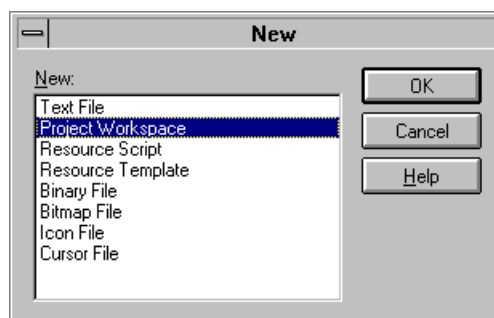 New
New:
Text File
Project Workspace
Resource Script
Resource Template
Binary File
Bitmap File
Icon File
Cursor File
OK
Cancel
Help